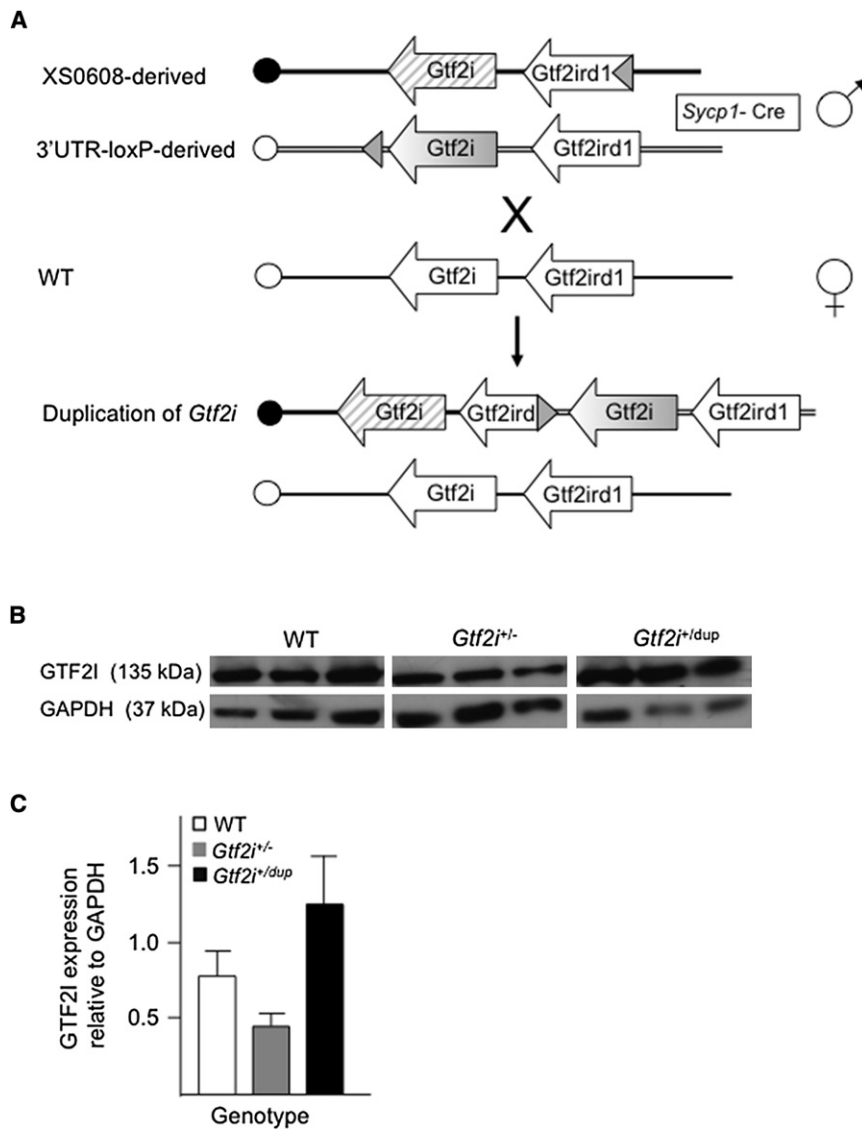 A
XS0608-derived
Gtf2i Gtf2ird1
Sycp1- Cre
3'UTR-loxP-derived
Gtf2i Gtf2ird1
X
WT
Gtf2i Gtf2ird1
Duplication of Gtf2i
Gtf2i Gtf2ird Gtf2i Gtf2ird1
Gtf2i Gtf2ird1
B
WT Gtf2i+/- Gtf2i+/dup
GTF2I (135 kDa)
GAPDH (37 kDa)
C
WT
Gtf2i+/-
Gtf2i+/dup
1.5
1.0
0.5
GTF2I expression
relative to GAPDH
Genotype